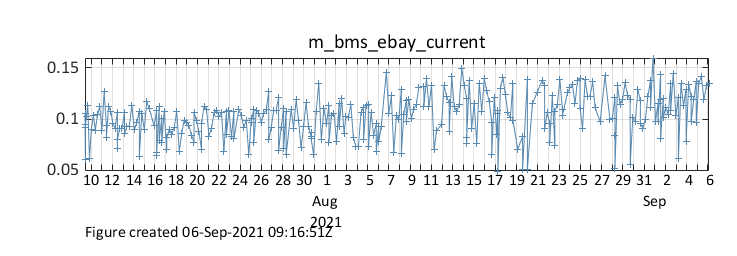 m_bms_ebay_current
0.15
0.1
0.05
10 12 14 16 18 20 22 24 26 28 30 1 3 5 7 9 11 13 15 17 19 21 23 25 27 29 31 2 4 6
Aug Sep
2021
Figure created 06-Sep-2021 09:16:51Z